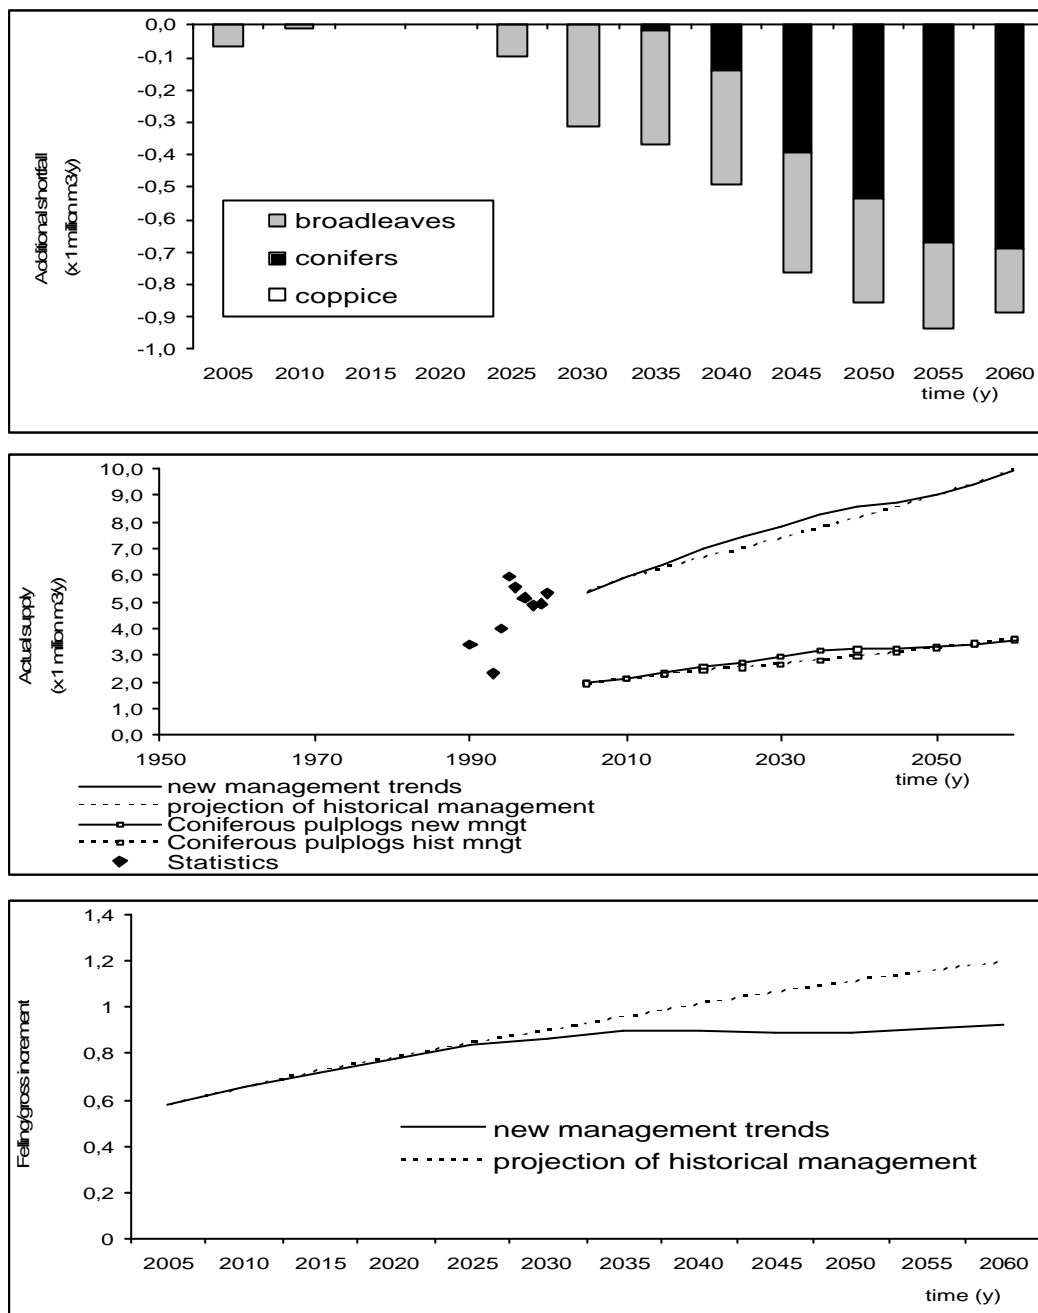 0,0
-0,1
-0,2
-0,3
-0,4
-0,5
-0,6
-0,7
-0,8
-0,9
-1,0
Additional shortfall
(x 1 million m3/y)
broadleaves
conifers
coppice
2005 2010 2015 2020 2025 2030 2035 2040 2045 2050 2055 2060
time (y)
10,0
9,0
8,0
7,0
6,0
5,0
4,0
3,0
2,0
1,0
0,0
Actual supply
(x 1 million m3/y)
1950 1970 1990 2010 2030 2050
time (y)
new management trends
projection of historical management
Coniferous pulplogs new mngt
Coniferous pulplogs hist mngt
Statistics
1,4
1,2
1
0,8
0,6
0,4
0,2
0
Felling/gross increment
new management trends
projection of historical management
2005 2010 2015 2020 2025 2030 2035 2040 2045 2050 2055 2060
time (y)